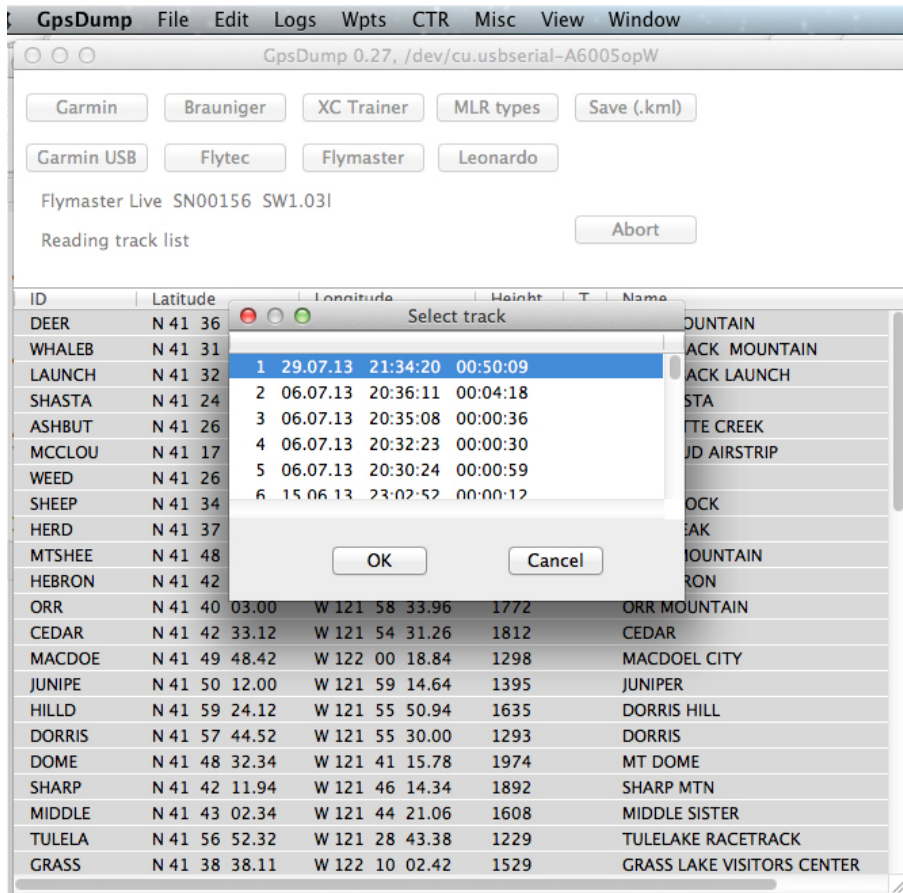 GpsDump File Edit Logs Wpts CTR Misc View Window
GpsDump 0.27, /dev/cu.usbserial-A6005opW
Garmin Brauniger XC Trainer MLR types Save (.kml)
Garmin USB Flytec Flymaster Leonardo
Flymaster Live SN00156 SW1.03l
Reading track list
Abort
ID Latitude Longitude Height T Name
Select track
1 29.07.13 21:34:20 00:50:09
2 06.07.13 20:36:11 00:04:18
3 06.07.13 20:35:08 00:00:36
4 06.07.13 20:32:23 00:00:30
5 06.07.13 20:30:24 00:00:59
6 15.06.13 23:02:52 00:00:12
OK Cancel
DEER N 41 36 OUNTAIN
WHALEB N 41 31 ACK MOUNTAIN
LAUNCH N 41 32 ACK LAUNCH
SHASTA N 41 24 STA
ASHBUT N 41 26 TTE CREEK
MCCLOU N 41 17 UD AIRSTRIP
WEED N 41 26
SHEEP N 41 34 OCK
HERD N 41 37 EAK
MTSHEE N 41 48 MOUNTAIN
HEBRON N 41 42 RON
ORR N 41 40 03.00 W 121 58 33.96 1772 ORR MOUNTAIN
CEDAR N 41 42 33.12 W 121 54 31.26 1812 CEDAR
MACDOE N 41 49 48.42 W 122 00 18.84 1298 MACDOEL CITY
JUNIPE N 41 50 12.00 W 121 59 14.64 1395 JUNIPER
HILLD N 41 59 24.12 W 121 55 50.94 1635 DORRIS HILL
DORRIS N 41 57 44.52 W 121 55 30.00 1293 DORRIS
DOME N 41 48 32.34 W 121 41 15.78 1974 MT DOME
SHARP N 41 42 11.94 W 121 46 14.34 1892 SHARP MTN
MIDDLE N 41 43 02.34 W 121 44 21.06 1608 MIDDLE SISTER
TULELA N 41 56 52.32 W 121 28 43.38 1229 TULELAKE RACETRACK
GRASS N 41 38 38.11 W 122 10 02.42 1529 GRASS LAKE VISITORS CENTER